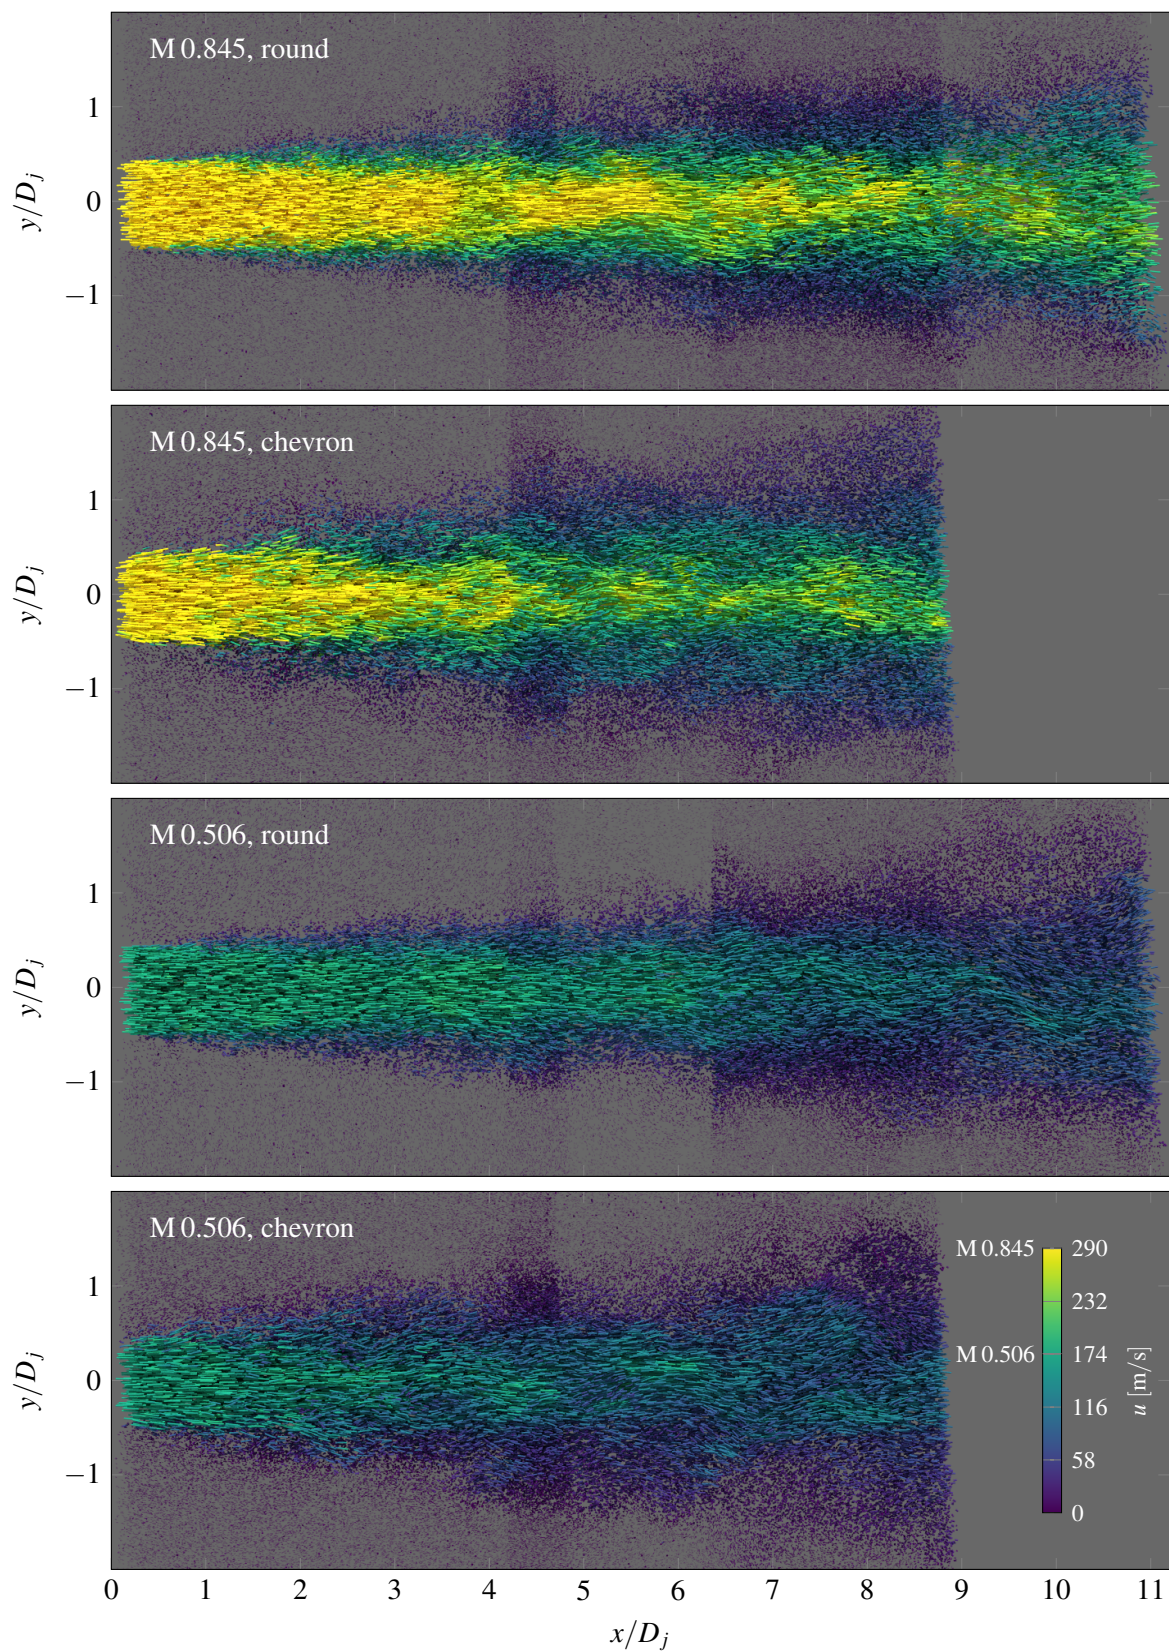 M 0.845, round
1
0
−1
y/D_j
M 0.845, chevron
1
0
−1
y/D_j
M 0.506, round
1
0
−1
y/D_j
M 0.506, chevron
1
0
−1
y/D_j
M 0.845
290
232
M 0.506
174
116
58
0
u [m/s]
0 1 2 3 4 5 6 7 8 9 10 11
x/D_j